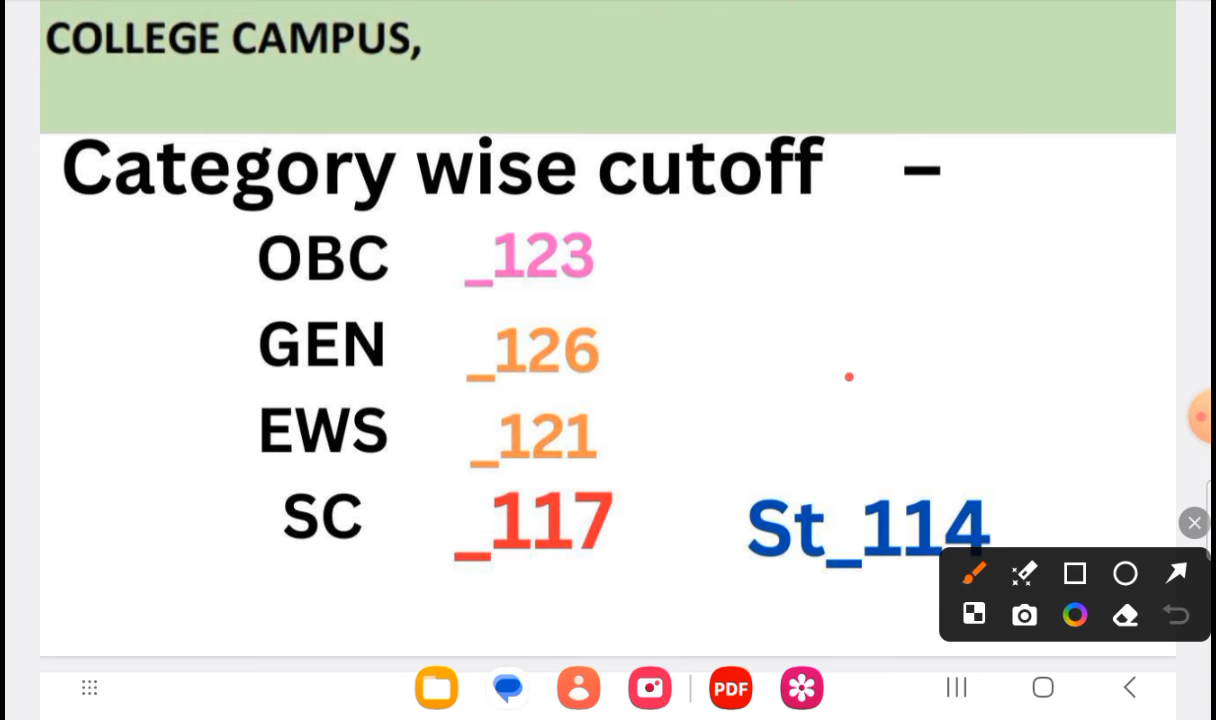 COLLEGE CAMPUS,
Category wise cutoff –
OBC _123
GEN _126
EWS _121
SC _117 St_114
PDF